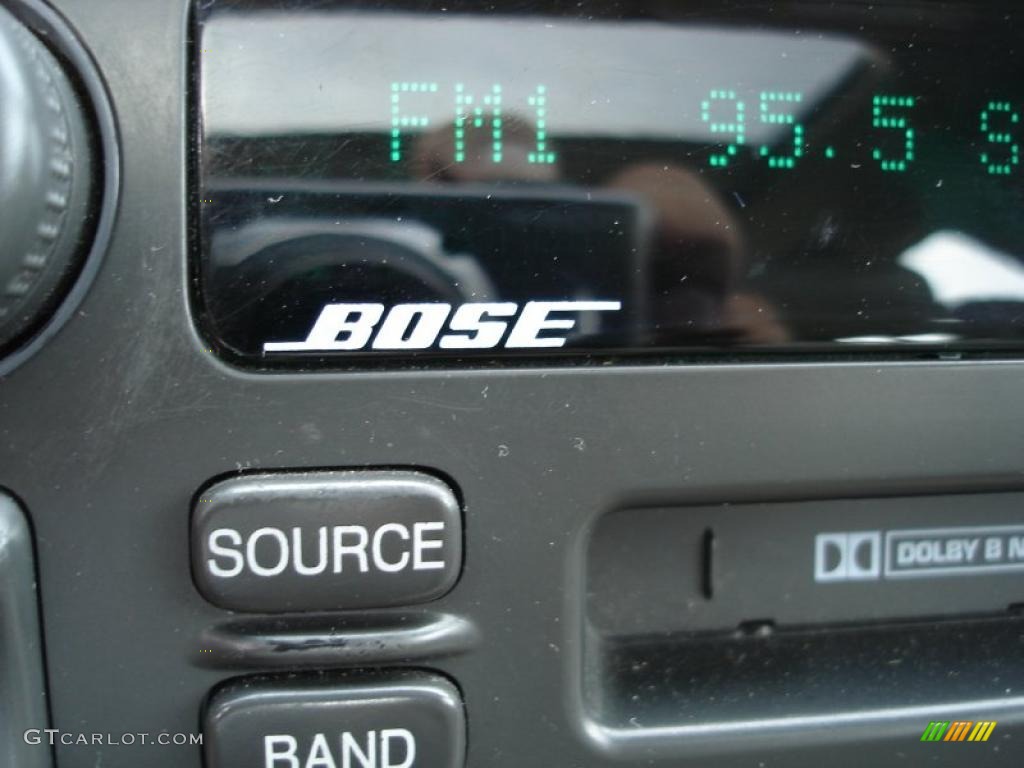 FM1 95.5 S
BOSE
SOURCE
DOLBY B N
BAND
GTCARLOT.COM